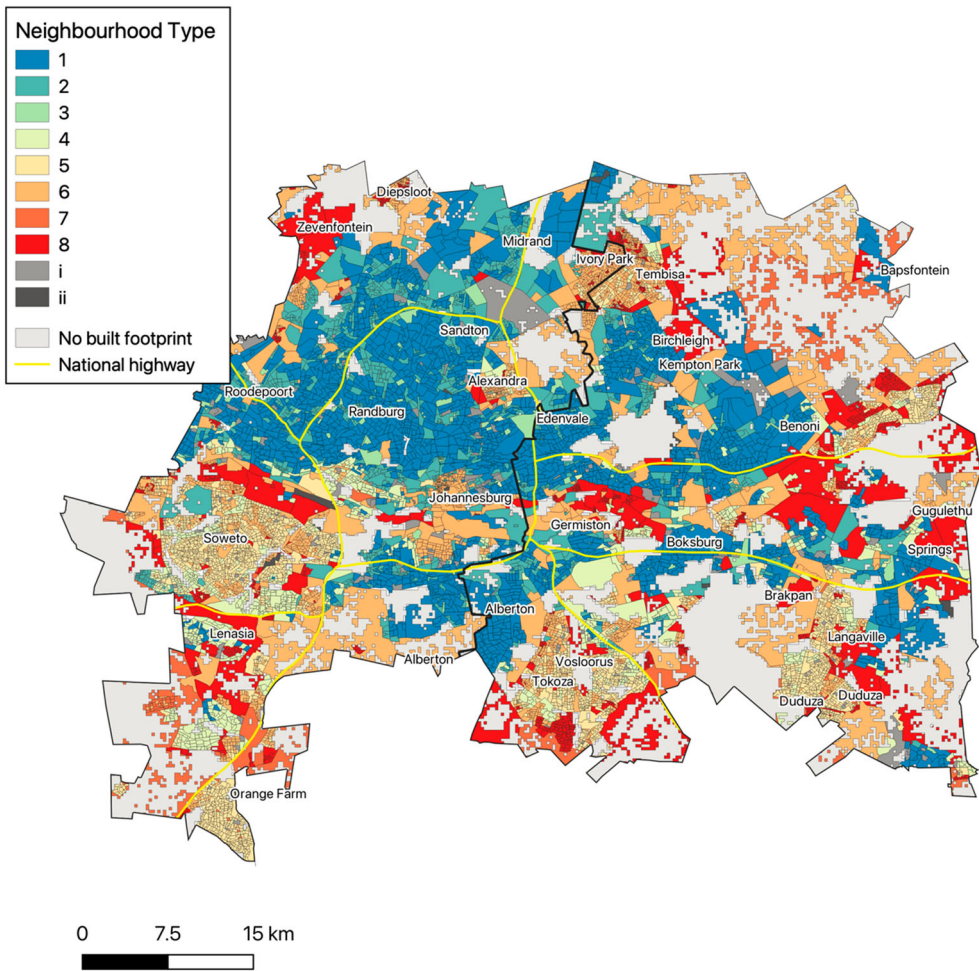 Neighbourhood Type
1
2
3
4
5
6
7
8
i
ii
No built footprint
National highway
Diepsloot
Zevenfontein
Midrand
Ivory Park
Tembisa
Bapsfontein
Sandton
Birchleigh
Kempton Park
Alexandra
Roodepoort
Randburg
Edenvale
Benoni
Johannesburg
Germiston
Gugulethu
Soweto
Boksburg
Springs
Brakpan
Alberton
Lenasia
Langaville
Alberton
Vosloorus
Tokoza
Duduza
Duduza
Orange Farm
0 7.5 15 km